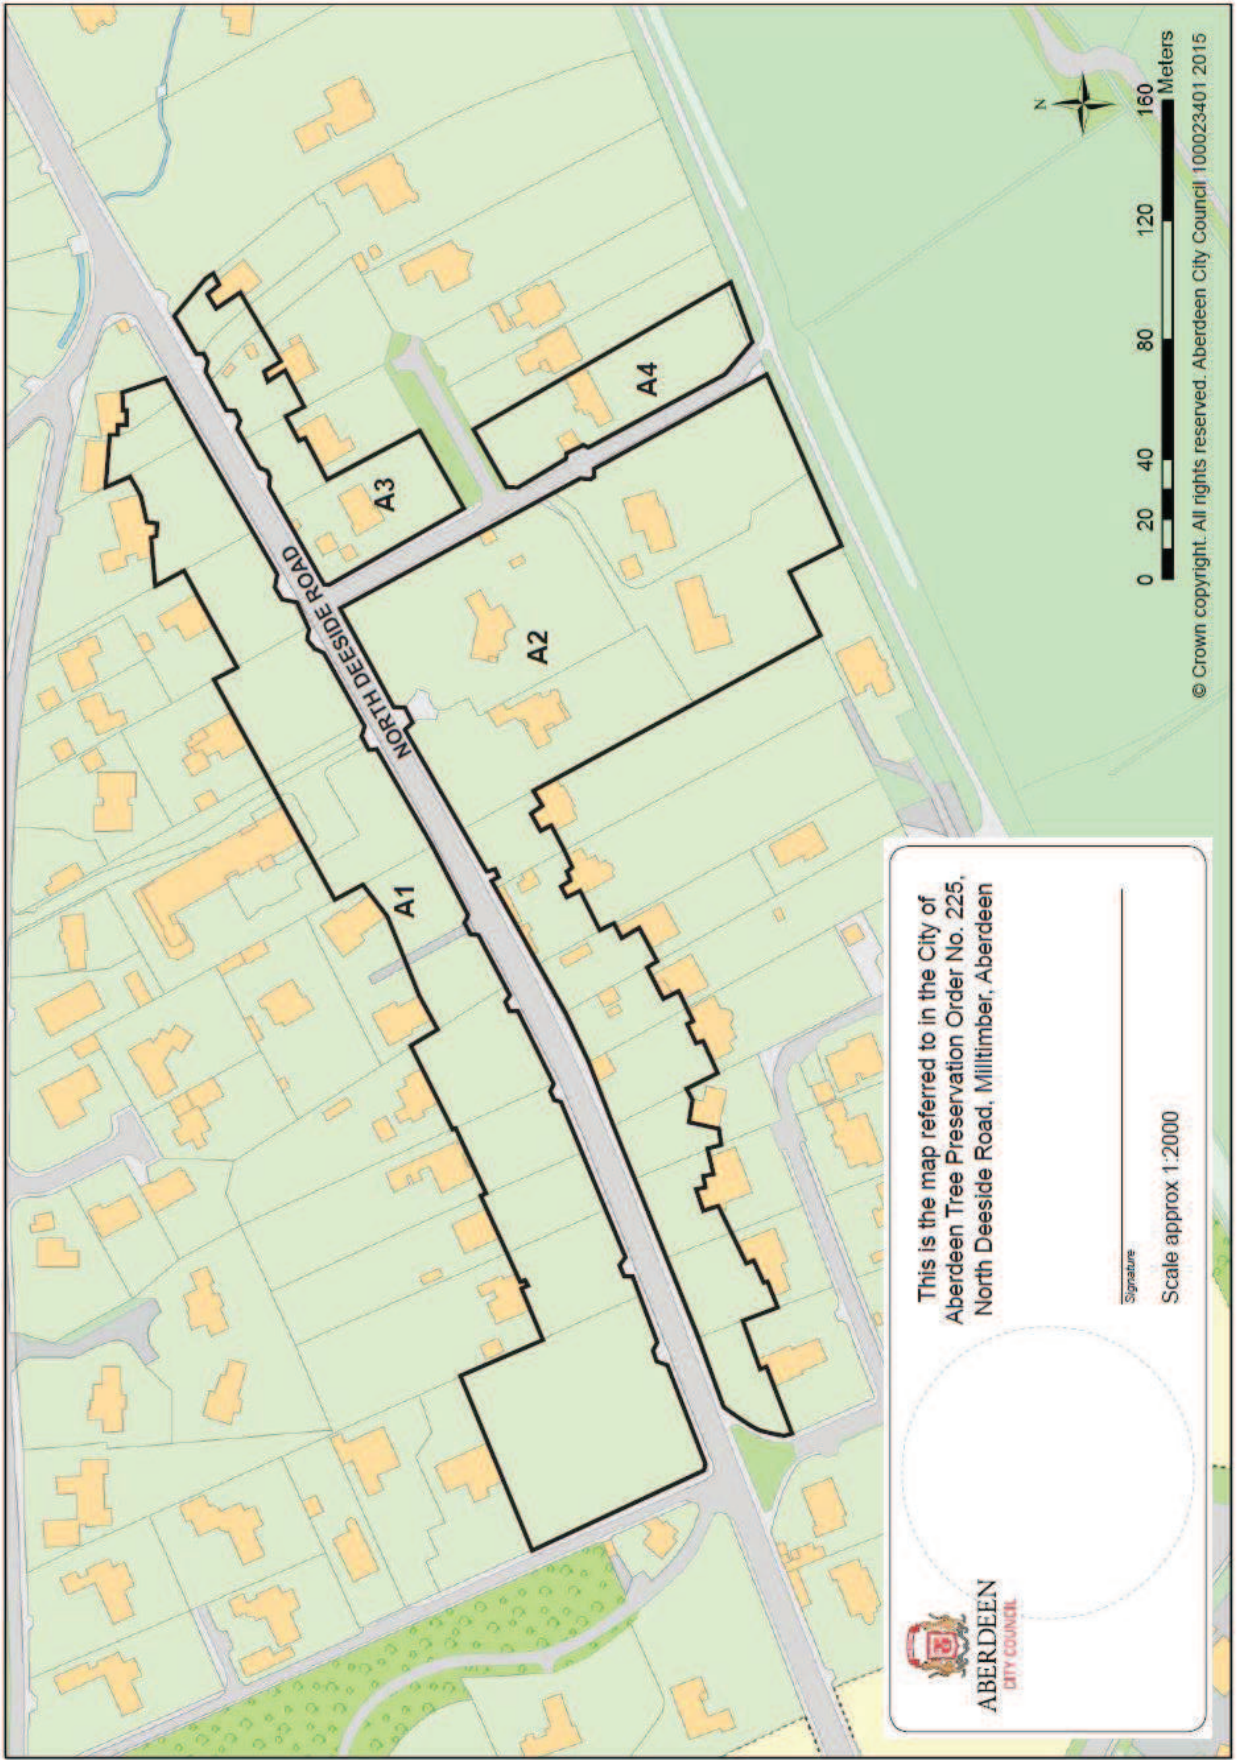 A1
A2
A3
A4
NORTH DEESIDE ROAD
N
0 20 40 80 120 160
Meters
© Crown copyright. All rights reserved. Aberdeen City Council 100023401 2015
This is the map referred to in the City of
Aberdeen Tree Preservation Order No. 225,
North Deeside Road, Milltimber, Aberdeen
Signature
Scale approx 1:2000
ABERDEEN
CITY COUNCIL